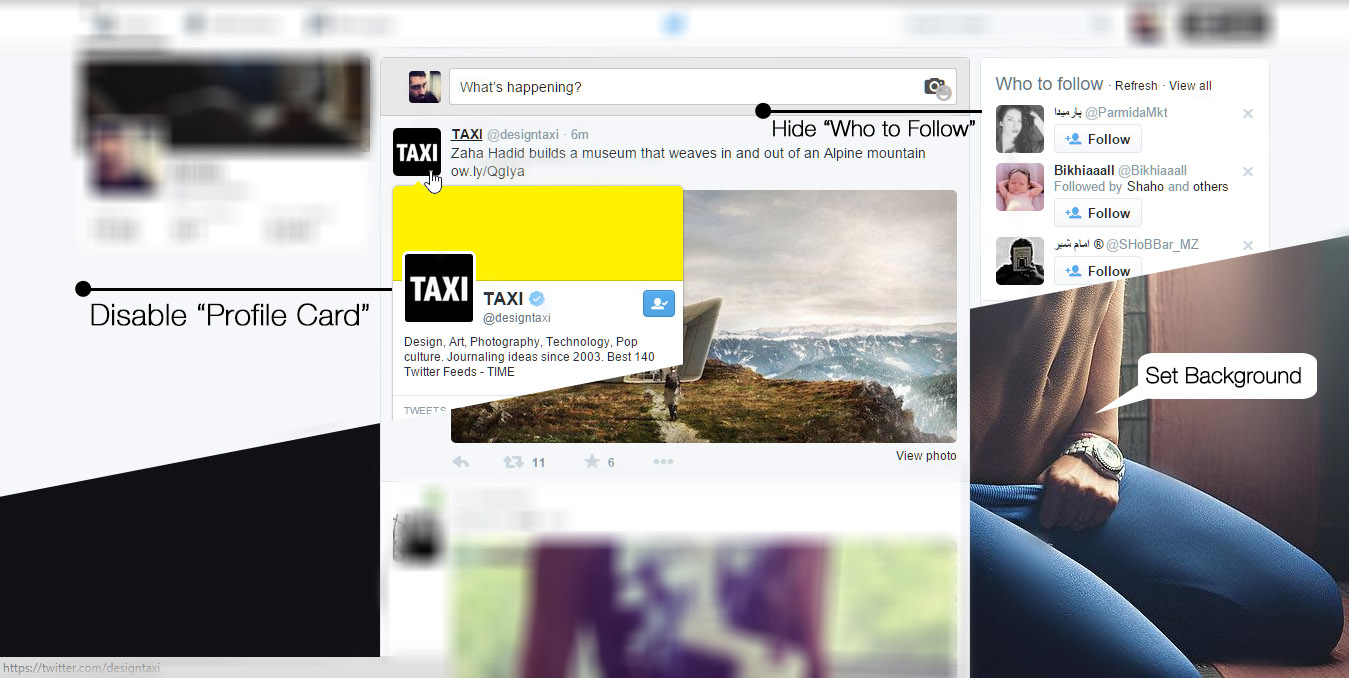 What's happening?
Who to follow · Refresh · View all
پارمیدا @ParmidaMkt
Follow
Hide “Who to Follow”
TAXI
TAXI @designtaxi · 6m
Zaha Hadid builds a museum that weaves in and out of an Alpine mountain
ow.ly/QgIya
Bikhiaaall @Bikhiaaall
Followed by Shaho and others
Follow
امام شبر ® @SHoBBar_MZ
Follow
Disable “Profile Card”
TAXI
TAXI
@designtaxi
Design, Art, Photography, Technology, Pop
culture. Journaling ideas since 2003. Best 140
Twitter Feeds - TIME
TWEETS
Set Background
View photo
11
6
https://twitter.com/designtaxi